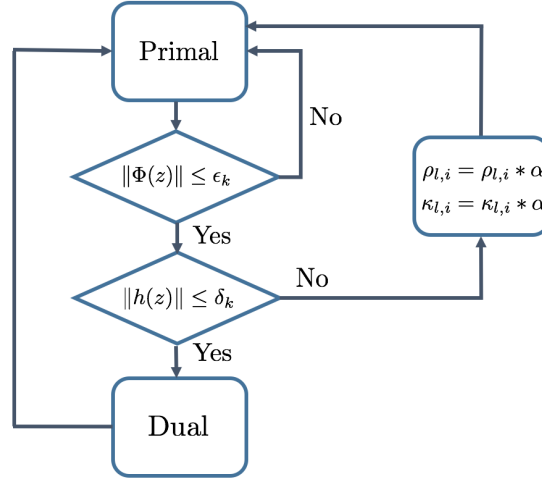 Primal
No
‖Φ(z)‖ ≤ ϵ_k
ρ_{l,i} = ρ_{l,i} * α
κ_{l,i} = κ_{l,i} * α
Yes
No
‖h(z)‖ ≤ δ_k
Yes
Dual